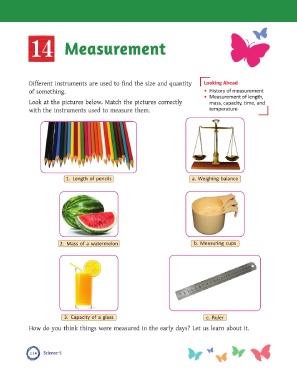 14 Measurement
Different instruments are used to find the size and quantity
of something.
Look at the pictures below. Match the pictures correctly
with the instruments used to measure them.
Looking Ahead
• History of measurement
• Measurement of length,
mass, capacity, time, and
temperature
1. Length of pencils
a. Weighing balance
2. Mass of a watermelon
b. Measuring cups
3. Capacity of a glass
c. Ruler
How do you think things were measured in the early days? Let us learn about it.
114 Science-5